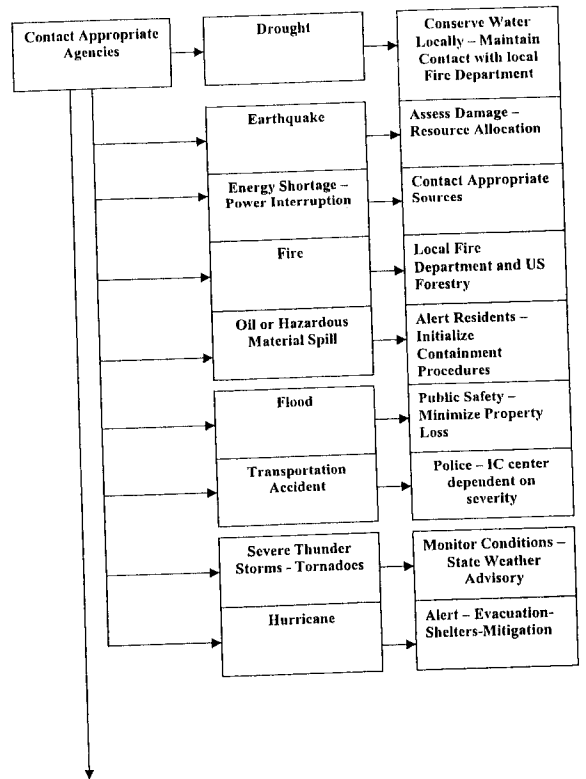 Contact Appropriate
Agencies
Drought
Conserve Water
Locally – Maintain
Contact with local
Fire Department
Earthquake
Assess Damage –
Resource Allocation
Energy Shortage –
Power Interruption
Contact Appropriate
Sources
Fire
Local Fire
Department and US
Forestry
Oil or Hazardous
Material Spill
Alert Residents –
Initialize
Containment
Procedures
Flood
Public Safety –
Minimize Property
Loss
Transportation
Accident
Police – IC center
dependent on
severity
Severe Thunder
Storms - Tornadoes
Monitor Conditions –
State Weather
Advisory
Hurricane
Alert – Evacuation-
Shelters-Mitigation